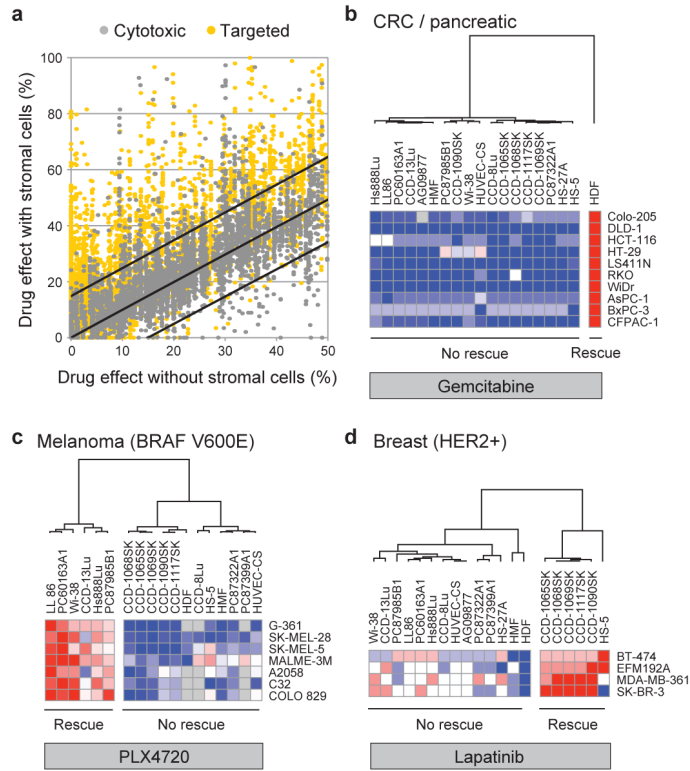 a
Cytotoxic
Targeted
Drug effect with stromal cells (%)
100
80
60
40
20
0
0
10
20
30
40
50
Drug effect without stromal cells (%)
b
CRC / pancreatic
Hs888Lu
LL86
PC60163A1
CCD-13Lu
AG09877
HMF
PC87985B1
CCD-1090SK
Wi-38
HUVEC-CS
CCD-8Lu
CCD-1065SK
CCD-1068SK
CCD-1117SK
CCD-1069SK
PC87322A1
HS-27A
HS-5
HDF
Colo-205
DLD-1
HCT-116
HT-29
LS411N
RKO
WiDr
AsPC-1
BxPC-3
CFPAC-1
No rescue
Rescue
Gemcitabine
c
Melanoma (BRAF V600E)
LL 86
PC60163A1
Wi-38
CCD-13Lu
Hs888Lu
PC87985B1
CCD-1068SK
CCD-1065SK
CCD-1069SK
CCD-1090SK
CCD-1117SK
HDF
CCD-8Lu
HS-5
HMF
PC87322A1
PC87399A1
HUVEC-CS
G-361
SK-MEL-28
SK-MEL-5
MALME-3M
A2058
C32
COLO 829
Rescue
No rescue
PLX4720
d
Breast (HER2+)
Wi-38
CCD-13Lu
PC87985B1
LL86
PC60163A1
Hs888Lu
CCD-8Lu
HUVEC-CS
AG09877
PC87322A1
PC87399A1
HS-27A
HMF
HDF
CCD-1065SK
CCD-1068SK
CCD-1069SK
CCD-1117SK
CCD-1090SK
HS-5
BT-474
EFM192A
MDA-MB-361
SK-BR-3
No rescue
Rescue
Lapatinib